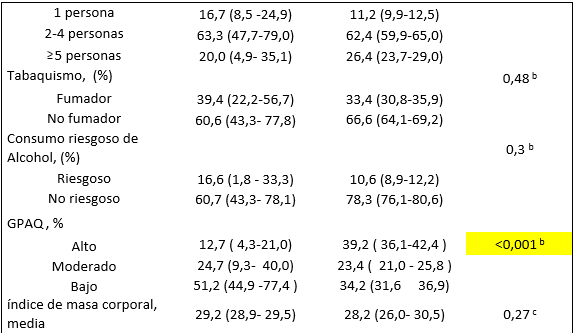 1 persona 16,7 (8,5 -24,9) 11,2 (9,9-12,5)
2-4 personas 63,3 (47,7-79,0) 62,4 (59,9-65,0)
≥5 personas 20,0 (4,9- 35,1) 26,4 (23,7-29,0)
Tabaquismo, (%) 0,48 b
Fumador 39,4 (22,2-56,7) 33,4 (30,8-35,9)
No fumador 60,6 (43,3- 77,8) 66,6 (64,1-69,2)
Consumo riesgoso de
Alcohol, (%) 0,3 b
Riesgoso 16,6 (1,8 - 33,3) 10,6 (8,9-12,2)
No riesgoso 60,7 (43,3- 78,1) 78,3 (76,1-80,6)
GPAQ , %
Alto 12,7 ( 4,3-21,0) 39,2 ( 36,1-42,4 ) <0,001 b
Moderado 24,7 (9,3- 40,0) 23,4 ( 21,0 - 25,8 )
Bajo 51,2 (44,9 -77,4 ) 34,2 (31,6 36,9)
índice de masa corporal,
media 29,2 (28,9- 29,5) 28,2 (26,0- 30,5) 0,27 c